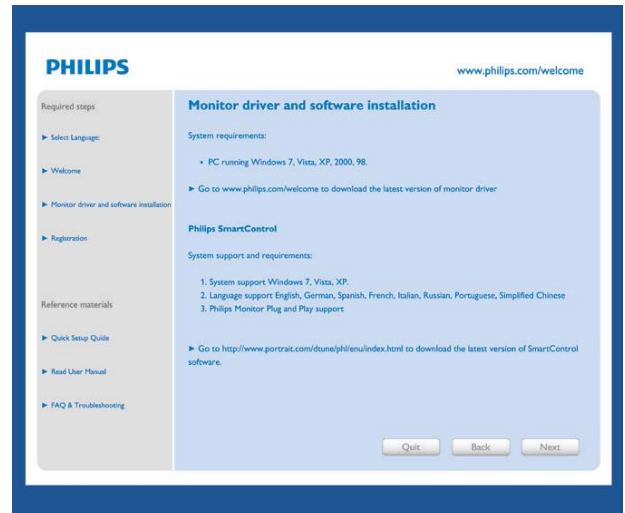 PHILIPS
www.philips.com/welcome
Required steps
► Select Language:
► Welcome
► Monitor driver and software installation
► Registration
Reference materials
► Quick Setup Guide
► Read User Manual
► FAQ & Troubleshooting
Monitor driver and software installation
System requirements:
• PC running Windows 7, Vista, XP, 2000, 98.
► Go to www.philips.com/welcome to download the latest version of monitor driver
Philips SmartControl
System support and requirements:
1. System support Windows 7, Vista, XP.
2. Language support English, German, Spanish, French, Italian, Russian, Portuguese, Simplified Chinese
3. Philips Monitor Plug and Play support
► Go to http://www.portrait.com/dtune/phl/enu/index.html to download the latest version of SmartControl
software.
Quit
Back
Next